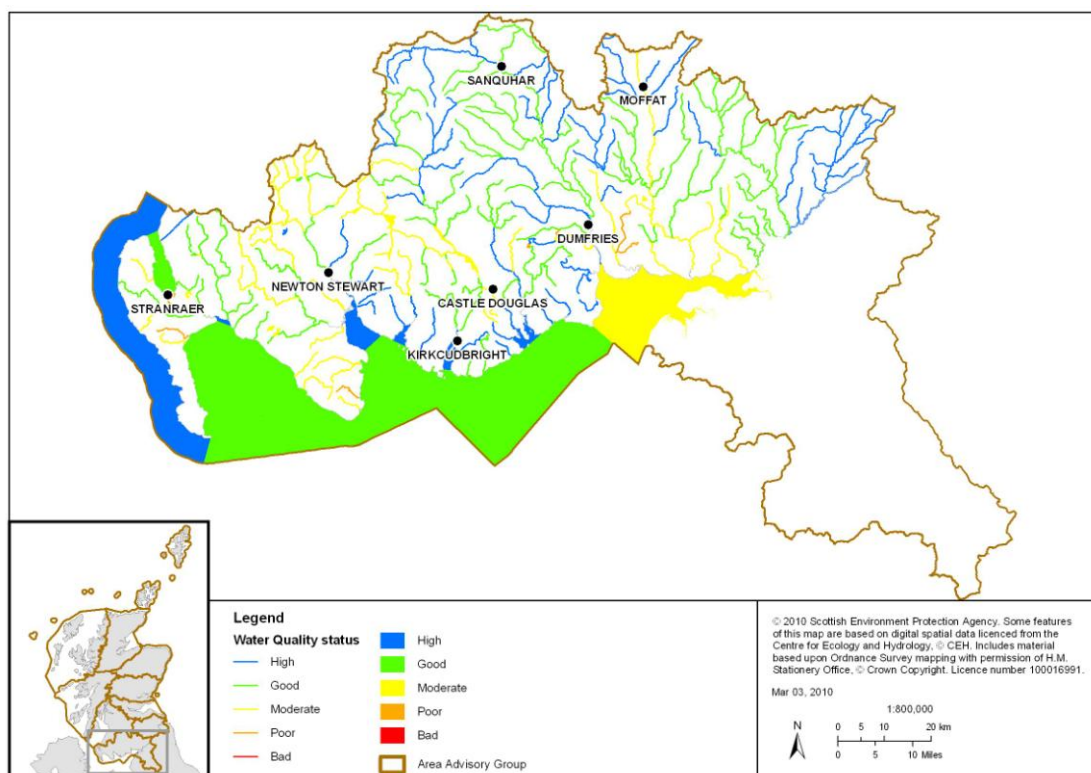 SANQUHAR
MOFFAT
DUMFRIES
NEWTON STEWART
CASTLE DOUGLAS
STRANRAER
KIRKCUDBRIGHT
Legend
Water Quality status
High
Good
Moderate
Poor
Bad
High
Good
Moderate
Poor
Bad
Area Advisory Group
© 2010 Scottish Environment Protection Agency. Some features
of this map are based on digital spatial data licenced from the
Centre for Ecology and Hydrology, © CEH. Includes material
based upon Ordnance Survey mapping with permission of H.M.
Stationery Office, © Crown Copyright. Licence number 100016991.
Mar 03, 2010
1:800,000
N
0 5 10 20 km
0 5 10 Miles